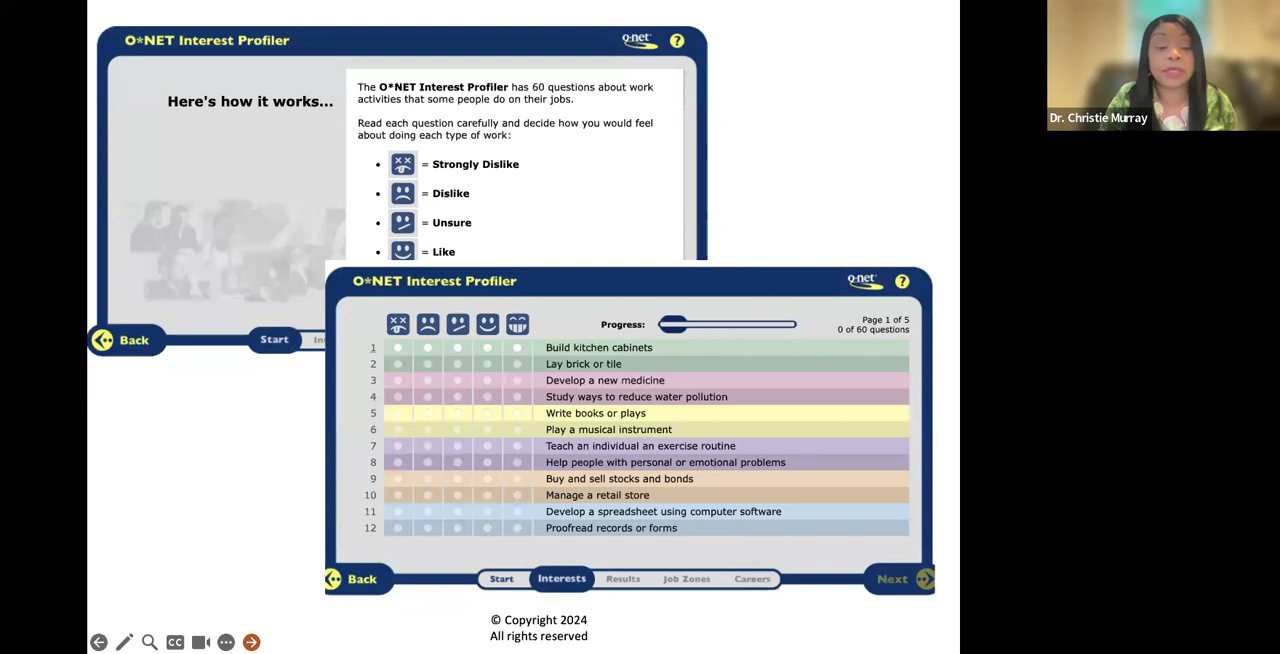 O*NET Interest Profiler
o·net
?
Here's how it works...
The O*NET Interest Profiler has 60 questions about work
activities that some people do on their jobs.
Read each question carefully and decide how you would feel
about doing each type of work:
• = Strongly Dislike
• = Dislike
• = Unsure
• = Like
Back
Start
In
O*NET Interest Profiler
o·net
?
Progress:
Page 1 of 5
0 of 60 questions
1 Build kitchen cabinets
2 Lay brick or tile
3 Develop a new medicine
4 Study ways to reduce water pollution
5 Write books or plays
6 Play a musical instrument
7 Teach an individual an exercise routine
8 Help people with personal or emotional problems
9 Buy and sell stocks and bonds
10 Manage a retail store
11 Develop a spreadsheet using computer software
12 Proofread records or forms
Back
Start Interests Results Job Zones Careers
Next
© Copyright 2024
All rights reserved
CC
Dr. Christie Murray